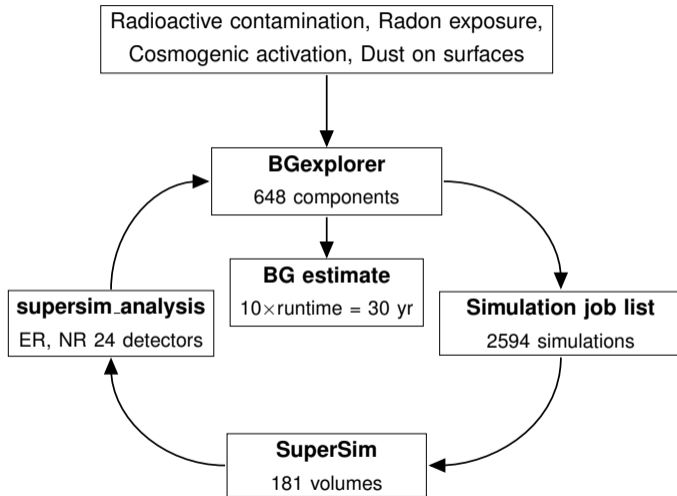 Radioactive contamination, Radon exposure,
Cosmogenic activation, Dust on surfaces
BGexplorer
648 components
BG estimate
10×runtime = 30 yr
supersim_analysis
ER, NR 24 detectors
Simulation job list
2594 simulations
SuperSim
181 volumes